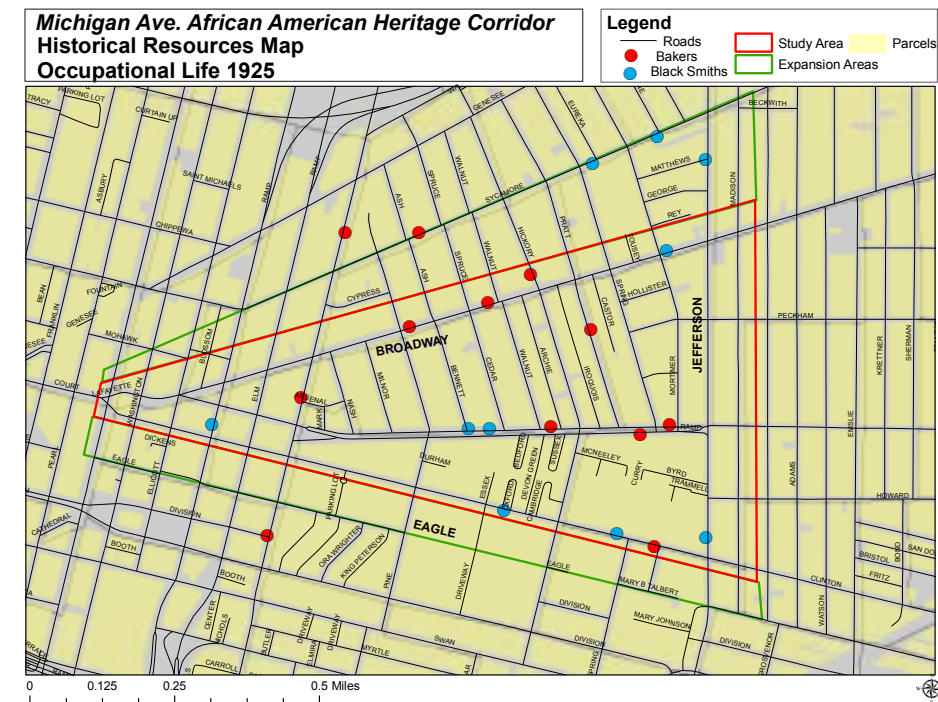 Michigan Ave. African American Heritage Corridor
Historical Resources Map
Occupational Life 1925
Legend
Roads
Bakers
Black Smiths
Study Area
Expansion Areas
Parcels
PARKING LOT
TRACY
CURTAIN UP
GENESEE
EUREKA
BECKWITH
ASBURY
SAINT MICHAELS
RAMP
RAMP
ASH
SPRUCE
WALNUT
SYCAMORE
MATTHEWS
GEORGE
REY
MADISON
CHIPPEWA
HICKORY
PRATT
TOUSEY
ASH
SPRUCE
WALNUT
BEAN
FOUNTAIN
FRANKLIN
GENESEE
MOHAWK
BLOSSOM
CYPRESS
SPRING
HOLLISTER
CASTOR
JEFFERSON
PECKHAM
KRETTNER
SHERMAN
BROADWAY
COURT
LAFAYETTE
WASHINGTON
ELM
ARSENAL
MARK
NASH
MILNOR
BENNETT
CEDAR
WALNUT
ARCHIE
IROQUOIS
MORTIMER
EMSLIE
RAMP
DICKENS
EAGLE
ELLICOTT
PEARL
DURHAM
ESSEX
BEDFORD
OXFORD
DEVON GREEN
CAMBRIDGE
SUSSEX
MCNEELEY
CURRY
BYRD
TRAMMELL
ADAMS
HOWARD
CATHEDRAL
DIVISION
BOOTH
BOOTH
PARKING LOT
ORA WRIGHTER
KING PETERSON
EAGLE
PINE
DRIVEWAY
EAGLE
MARY B TALBERT
CLINTON
WATSON
BRISTOL
FRITZ
BOND
SAN DO
CENTER
NICHOLS
BUTLER
DRIVEWAY
ELMIRA
DRIVEWAY
MYRTLE
SWAN
DIVISION
DIVISION
MARY JOHNSON
DIVISION
GROSVENOR
SPRING
CARROLL
0 0.125 0.25 0.5 Miles